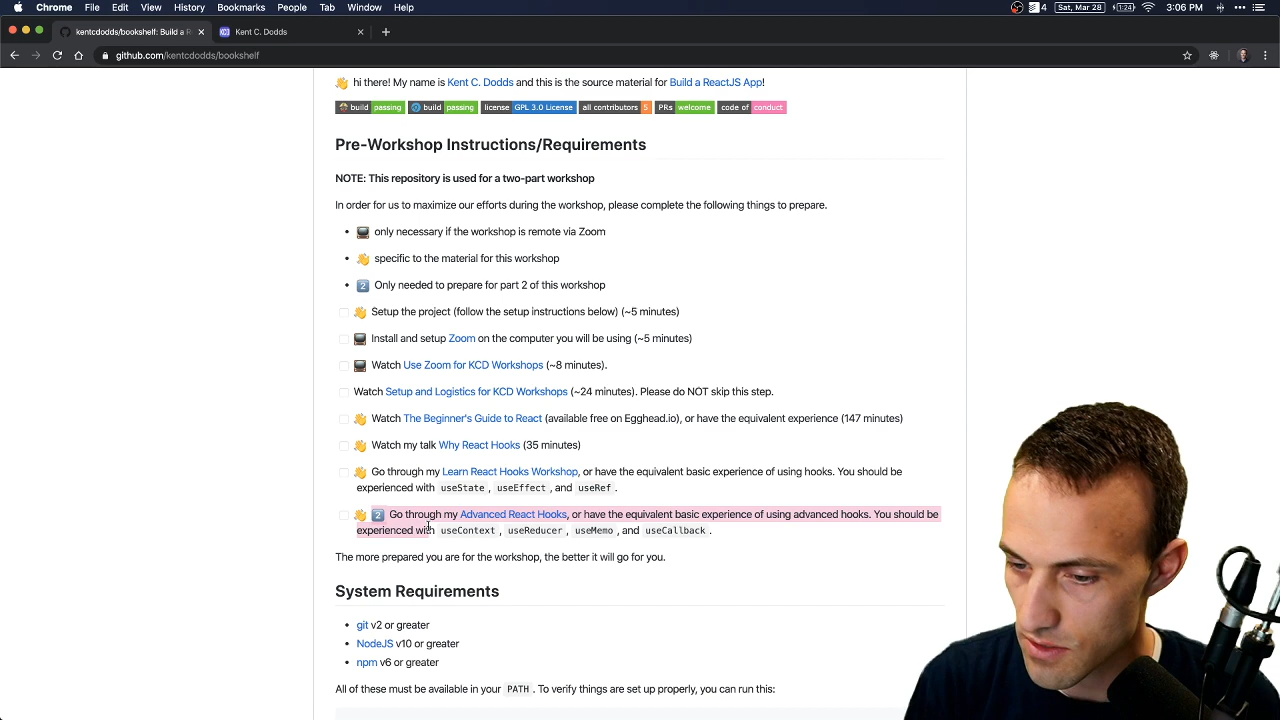 Chrome File Edit View History Bookmarks People Tab Window Help 4 Sat, Mar 28 1:24 3:06 PM
kentcdodds/bookshelf: Build a R Kent C. Dodds
github.com/kentcdodds/bookshelf
hi there! My name is Kent C. Dodds and this is the source material for Build a ReactJS App!
build passing build passing license GPL 3.0 License all contributors 5 PRs welcome code of conduct
Pre-Workshop Instructions/Requirements
NOTE: This repository is used for a two-part workshop
In order for us to maximize our efforts during the workshop, please complete the following things to prepare.
• only necessary if the workshop is remote via Zoom
• specific to the material for this workshop
• 2 Only needed to prepare for part 2 of this workshop
Setup the project (follow the setup instructions below) (~5 minutes)
Install and setup Zoom on the computer you will be using (~5 minutes)
Watch Use Zoom for KCD Workshops (~8 minutes).
Watch Setup and Logistics for KCD Workshops (~24 minutes). Please do NOT skip this step.
Watch The Beginner's Guide to React (available free on Egghead.io), or have the equivalent experience (147 minutes)
Watch my talk Why React Hooks (35 minutes)
Go through my Learn React Hooks Workshop, or have the equivalent basic experience of using hooks. You should be
experienced with useState, useEffect, and useRef.
2 Go through my Advanced React Hooks, or have the equivalent basic experience of using advanced hooks. You should be
experienced with useContext, useReducer, useMemo, and useCallback.
The more prepared you are for the workshop, the better it will go for you.
System Requirements
• git v2 or greater
• NodeJS v10 or greater
• npm v6 or greater
All of these must be available in your PATH. To verify things are set up properly, you can run this: